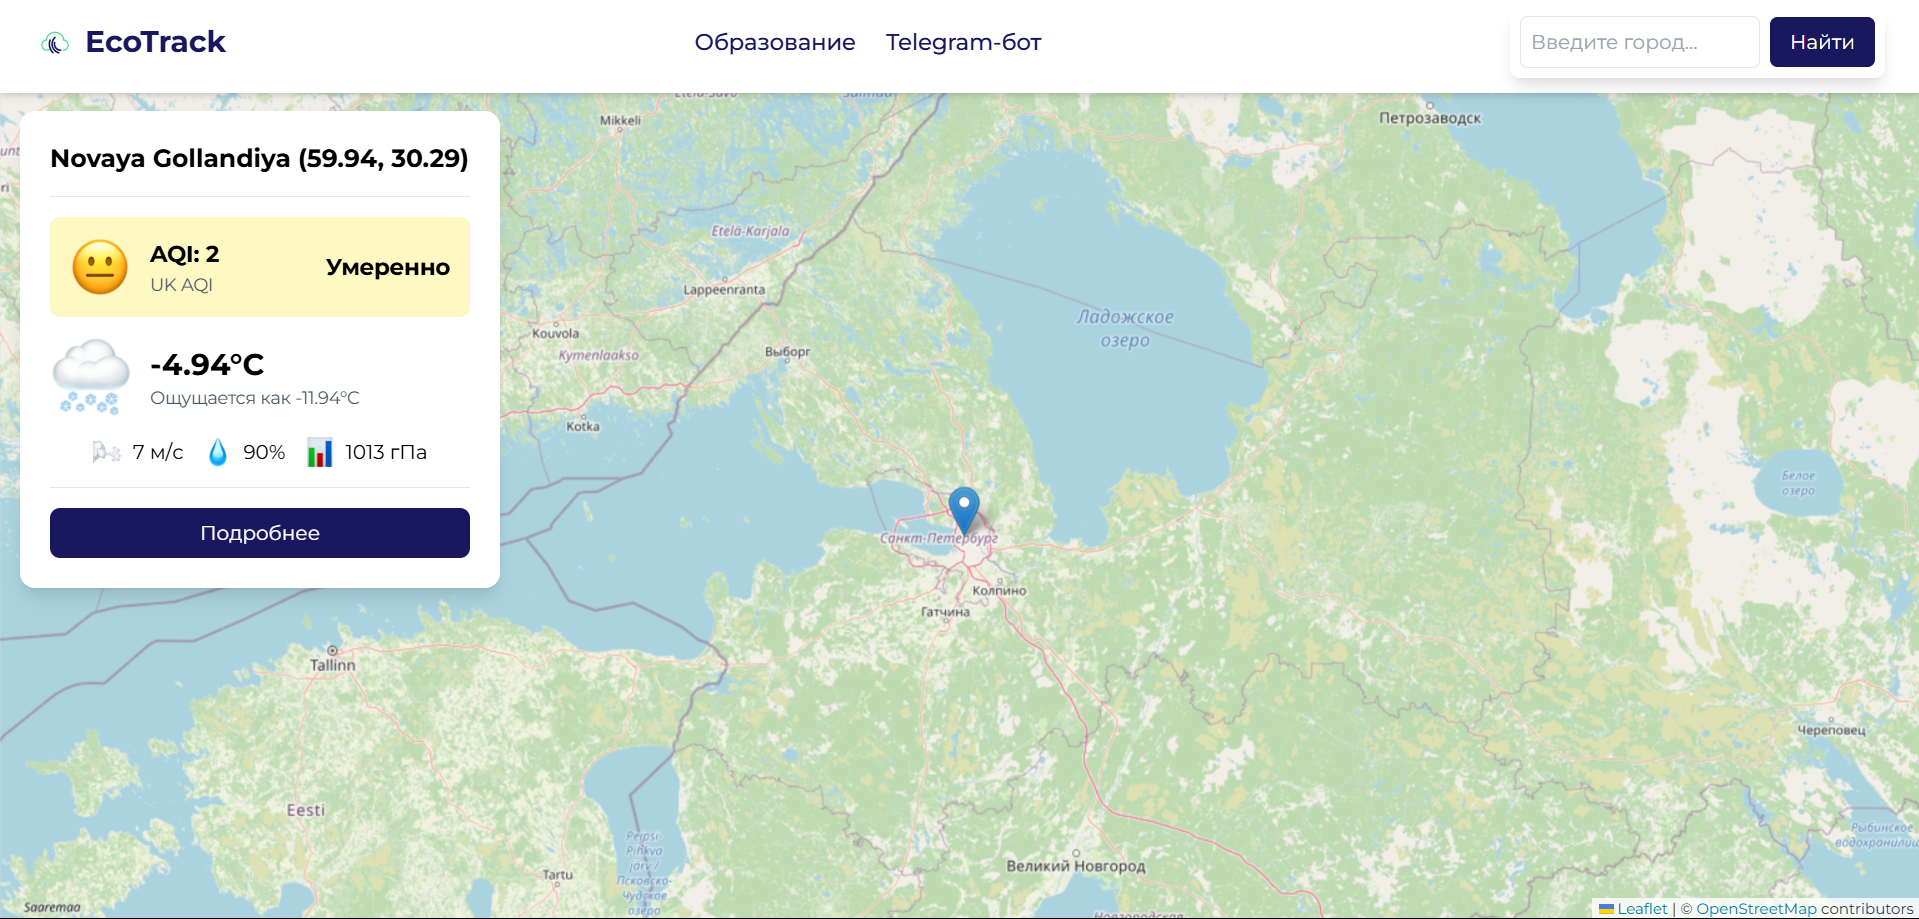 EcoTrack
Образование
Telegram-бот
Введите город...
Найти
Novaya Gollandiya (59.94, 30.29)
AQI: 2
UK AQI
Умеренно
-4.94°C
Ощущается как -11.94°C
7 м/с
90%
1013 гПа
Подробнее
Mikkeli
Петрозаводск
Etelä-Karjala
Lappeenranta
Ладожское
озеро
Kouvola
Kymenlaakso
Выборг
Kotka
Белое
озеро
Санкт-Петербург
Колпино
Гатчина
Tallinn
Череповец
Eesti
Peipsi-
Pihkva
järv /
Псковско-
Чудское
озеро
Рыбинское
водохранилищ
Tartu
Великий Новгород
Saaremaa
Новгородская
Leaflet | © OpenStreetMap contributors